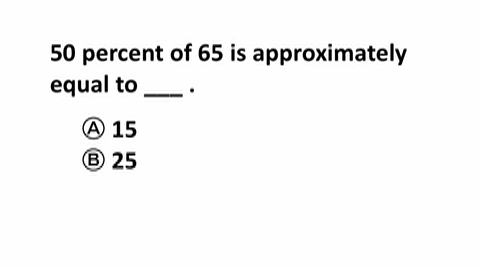 50 percent of 65 is approximately
equal to ___ .
Ⓐ 15
Ⓑ 25